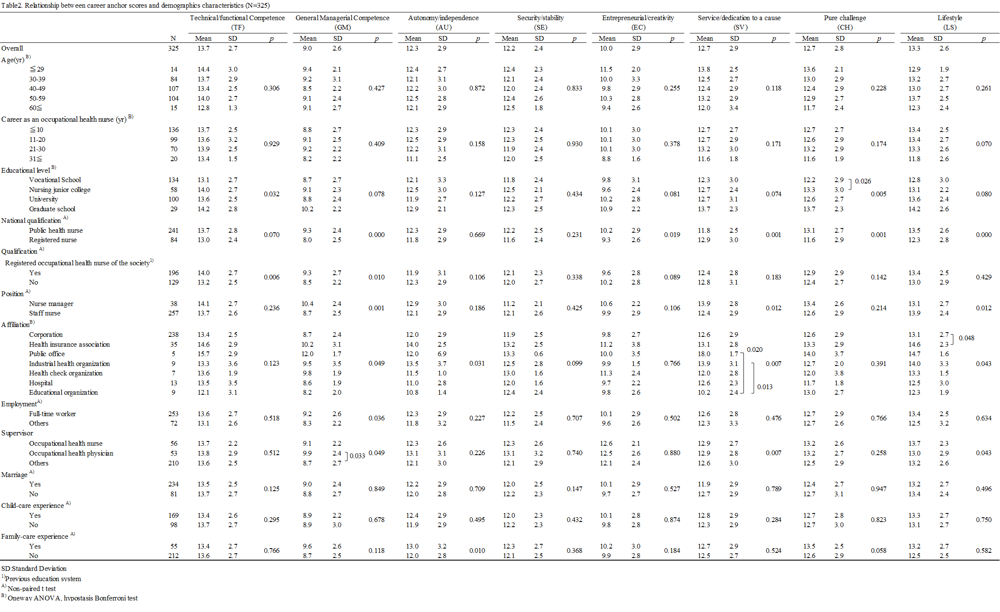 Table2. Relationship between career anchor scores and demographics characteristics (N=325)
Technical/functional Competence General Managerial Competence Autonomy/independence Security/stability Entrepreneurial/creativity Service/dedication to a cause Pure challenge Lifestyle
(TF) (GM) (AU) (SE) (EC) (SV) (CH) (LS)
N Mean SD p Mean SD p Mean SD p Mean SD p Mean SD p Mean SD p Mean SD p Mean SD p
Overall 325 13.7 2.7 9.0 2.6 12.3 2.9 12.2 2.4 10.0 2.9 12.7 2.9 12.7 2.8 13.3 2.6
Age(yr) B)
≦29 14 14.4 3.0 9.4 2.1 12.4 2.7 12.4 2.3 11.5 2.0 13.8 2.5 13.6 2.1 12.9 1.9
30-39 84 13.7 2.9 9.2 3.1 12.1 3.1 12.1 2.4 10.0 3.3 12.5 2.7 13.0 2.9 13.2 2.7
40-49 107 13.4 2.5 0.306 8.5 2.2 0.427 12.2 3.0 0.872 12.0 2.4 0.833 9.8 2.9 0.255 12.4 2.9 0.118 12.4 2.9 0.228 13.0 2.7 0.261
50-59 104 14.0 2.7 9.1 2.4 12.5 2.8 12.4 2.6 10.3 2.8 13.2 2.9 12.9 2.7 13.7 2.5
60≦ 15 12.8 1.3 9.1 2.7 12.1 2.9 12.5 1.8 9.4 2.6 12.0 3.4 11.7 2.4 12.3 2.4
Career as an occupational health nurse (yr) B)
≦10 136 13.7 2.5 8.8 2.7 12.3 2.9 12.3 2.4 10.1 3.0 12.7 2.7 12.7 2.7 13.4 2.5
11-20 99 13.6 3.2 9.1 2.5 12.5 2.9 12.3 2.5 10.1 3.0 12.7 2.9 12.6 2.9 13.4 2.7
0.929 0.409 0.158 0.930 0.378 0.171 0.174 0.070
21-30 70 13.9 2.5 9.2 2.2 12.2 3.1 11.9 2.4 10.1 3.0 13.2 3.0 13.2 2.9 13.3 2.6
31≦ 20 13.4 1.5 8.2 2.2 11.1 2.5 12.0 2.5 8.8 1.6 11.6 1.8 11.6 1.9 11.8 2.6
Educational level B)
Vocational School 134 13.1 2.7 8.7 2.7 12.1 3.3 11.8 2.4 9.8 3.1 12.3 3.0 12.2 2.9 12.8 3.0
0.026
Nursing junior college 58 14.0 2.7 9.1 2.3 12.5 3.0 12.5 2.1 9.6 2.4 12.7 2.4 13.3 3.0 13.1 2.2
0.032 0.078 0.127 0.434 0.081 0.074 0.005 0.080
University 100 13.6 2.5 8.8 2.4 11.9 2.7 12.2 2.7 10.2 2.8 12.7 3.1 12.6 2.7 13.6 2.4
Graduate school 29 14.2 2.8 10.2 2.2 12.9 2.1 12.3 2.5 10.9 2.2 13.7 2.3 13.7 2.3 14.2 2.6
National qualification A)
Public health nurse 241 13.7 2.8 9.3 2.4 12.3 2.9 12.2 2.5 10.2 2.9 11.8 2.5 13.1 2.7 13.5 2.6
0.070 0.000 0.669 0.231 0.019 0.001 0.001 0.000
Registered nurse 84 13.0 2.4 8.0 2.5 11.8 2.9 11.6 2.4 9.3 2.6 12.9 3.0 11.6 2.9 12.3 2.8
Qualification A)
Registered occupational health nurse of the society1)
Yes 196 14.0 2.7 9.3 2.7 11.9 3.1 12.1 2.3 9.6 2.8 12.4 2.8 12.9 2.9 13.4 2.5
0.006 0.010 0.106 0.338 0.089 0.183 0.142 0.429
No 129 13.2 2.5 8.5 2.2 12.3 2.9 12.0 2.7 10.2 2.8 12.8 3.1 12.4 2.7 13.0 2.9
Position A)
Nurse manager 38 14.1 2.7 10.4 2.4 12.9 3.0 11.2 2.1 10.6 2.2 13.9 2.8 13.4 2.6 13.1 2.7
0.236 0.001 0.186 0.425 0.106 0.012 0.214 0.012
Staff nurse 257 13.7 2.6 8.7 2.5 12.1 2.9 12.1 2.6 9.9 2.9 12.4 2.9 12.6 2.9 13.9 2.4
AffiliationB)
Corporation 238 13.4 2.5 8.7 2.4 12.0 2.9 11.9 2.5 9.8 2.7 12.6 2.9 12.6 2.9 13.1 2.7
0.048
Health insurance association 35 14.6 2.9 10.2 3.1 14.0 2.5 13.2 2.5 11.2 3.8 13.1 2.8 13.3 2.9 14.6 2.3
0.020
Public office 5 15.7 2.9 12.0 1.7 12.0 6.9 13.3 0.6 10.0 3.5 18.0 1.7 14.0 3.7 14.7 1.6
Industrial health organization 9 13.3 3.6 0.123 9.5 3.5 0.049 13.5 3.7 0.031 12.5 2.8 0.099 9.9 1.5 0.766 13.9 3.1 0.007 12.7 2.0 0.391 14.0 3.3 0.043
Health check organization 7 13.6 1.9 9.8 1.9 11.5 1.0 13.0 1.6 11.3 2.4 12.0 2.8 12.0 3.8 13.3 1.5
Hospital 13 13.5 3.5 8.6 1.9 11.0 2.8 12.0 1.6 9.7 2.2 12.6 2.3 11.7 1.8 12.5 3.0
0.013
Educational organization 9 12.1 3.1 8.2 2.0 10.8 1.4 12.4 2.4 9.8 2.6 10.2 2.4 13.0 2.7 12.3 1.9
EmploymentA)
Full-time worker 253 13.6 2.7 9.2 2.6 12.3 2.9 12.2 2.5 10.1 2.9 12.6 2.8 12.7 2.9 13.4 2.5
0.518 0.036 0.227 0.707 0.502 0.476 0.766 0.634
Others 72 13.1 2.6 8.3 2.2 11.8 3.2 11.5 2.4 9.6 2.6 12.3 3.3 12.7 2.6 12.5 3.2
Supervisor
Occupational health nurse 56 13.7 2.2 9.1 2.2 12.3 2.6 12.3 2.6 12.6 2.1 12.9 2.7 13.2 2.6 13.7 2.3
Occupational health physician 53 13.8 2.9 0.512 9.9 2.4 0.049 13.1 3.1 0.226 13.1 3.2 0.740 12.5 2.6 0.880 12.9 2.8 0.007 13.2 2.7 0.258 13.0 2.9 0.043
0.033
Others 210 13.6 2.5 8.7 2.7 12.1 3.0 12.1 2.9 12.1 2.4 12.6 3.0 12.5 2.9 13.2 2.6
Marriage A)
Yes 234 13.5 2.5 9.0 2.4 12.2 2.9 12.0 2.5 10.1 2.9 11.9 2.9 12.4 2.7 13.2 2.7
0.125 0.849 0.709 0.147 0.527 0.789 0.947 0.496
No 81 13.7 2.7 8.8 2.7 12.0 2.8 12.2 2.3 9.7 2.7 12.7 2.9 12.7 3.1 13.4 2.4
Child-care experience A)
Yes 169 13.4 2.6 8.9 2.2 12.4 2.9 12.0 2.3 10.1 2.8 12.8 2.9 12.7 2.8 13.3 2.7
0.295 0.678 0.495 0.432 0.874 0.284 0.823 0.750
No 98 13.7 2.7 8.9 3.0 11.9 2.9 12.2 2.3 9.8 2.8 12.3 2.9 12.7 3.0 13.1 2.7
Family-care experience A)
Yes 55 13.4 2.7 9.6 2.6 13.0 3.2 12.3 2.7 10.2 3.0 12.7 2.9 13.5 2.5 13.2 2.7
0.766 0.118 0.010 0.368 0.184 0.524 0.058 0.582
No 212 13.6 2.7 8.7 2.5 12.0 2.8 12.1 2.5 9.9 2.8 12.5 2.7 12.6 2.9 12.5 2.5
SD:Standard Deviation
1)Previous education system
A) Non-paired t test
B) Oneway ANOVA, hypostasis Bonferroni test